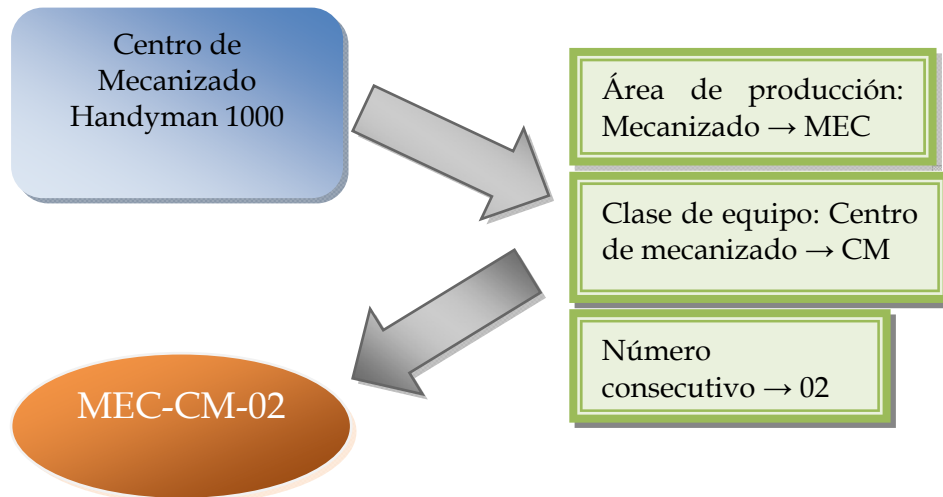 Centro de
Mecanizado
Handyman 1000
Área de producción:
Mecanizado → MEC
Clase de equipo: Centro
de mecanizado → CM
Número
consecutivo → 02
MEC-CM-02